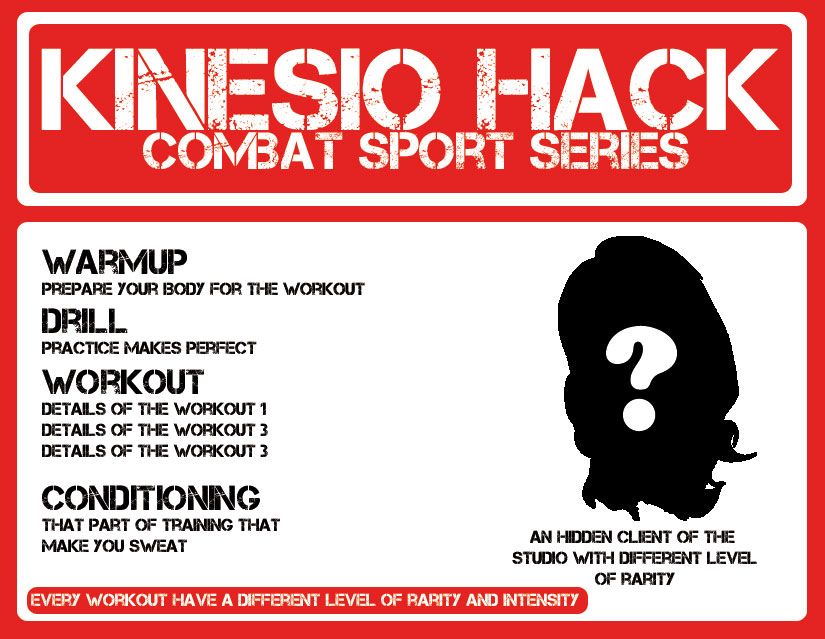 KINESIO HACK
COMBAT SPORT SERIES
WARMUP
PREPARE YOUR BODY FOR THE WORKOUT
DRILL
PRACTICE MAKES PERFECT
WORKOUT
DETAILS OF THE WORKOUT 1
DETAILS OF THE WORKOUT 3
DETAILS OF THE WORKOUT 3
CONDITIONING
THAT PART OF TRAINING THAT
MAKE YOU SWEAT
?
AN HIDDEN CLIENT OF THE
STUDIO WITH DIFFERENT LEVEL
OF RARITY
EVERY WORKOUT HAVE A DIFFERENT LEVEL OF RARITY AND INTENSITY